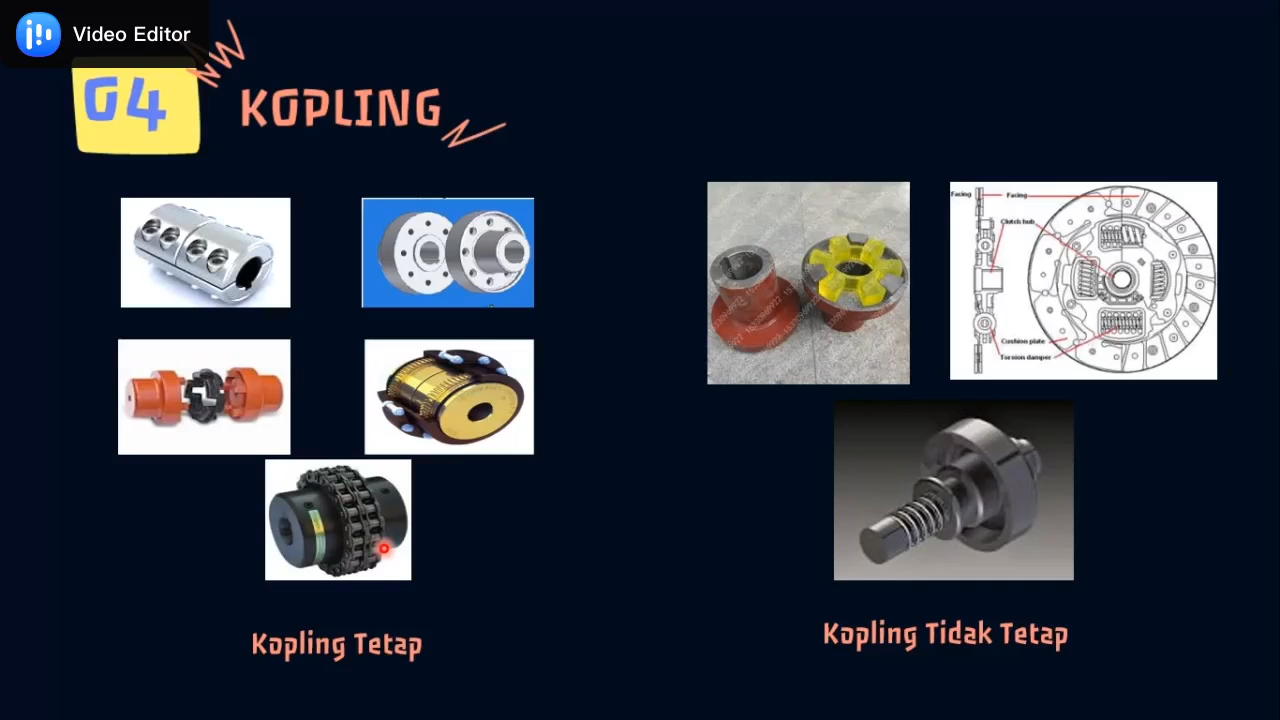 Video Editor
04
KOPLING
Facing
Facing
Clutch hub
Cushion plate
Torsion damper
Kopling Tetap
Kopling Tidak Tetap